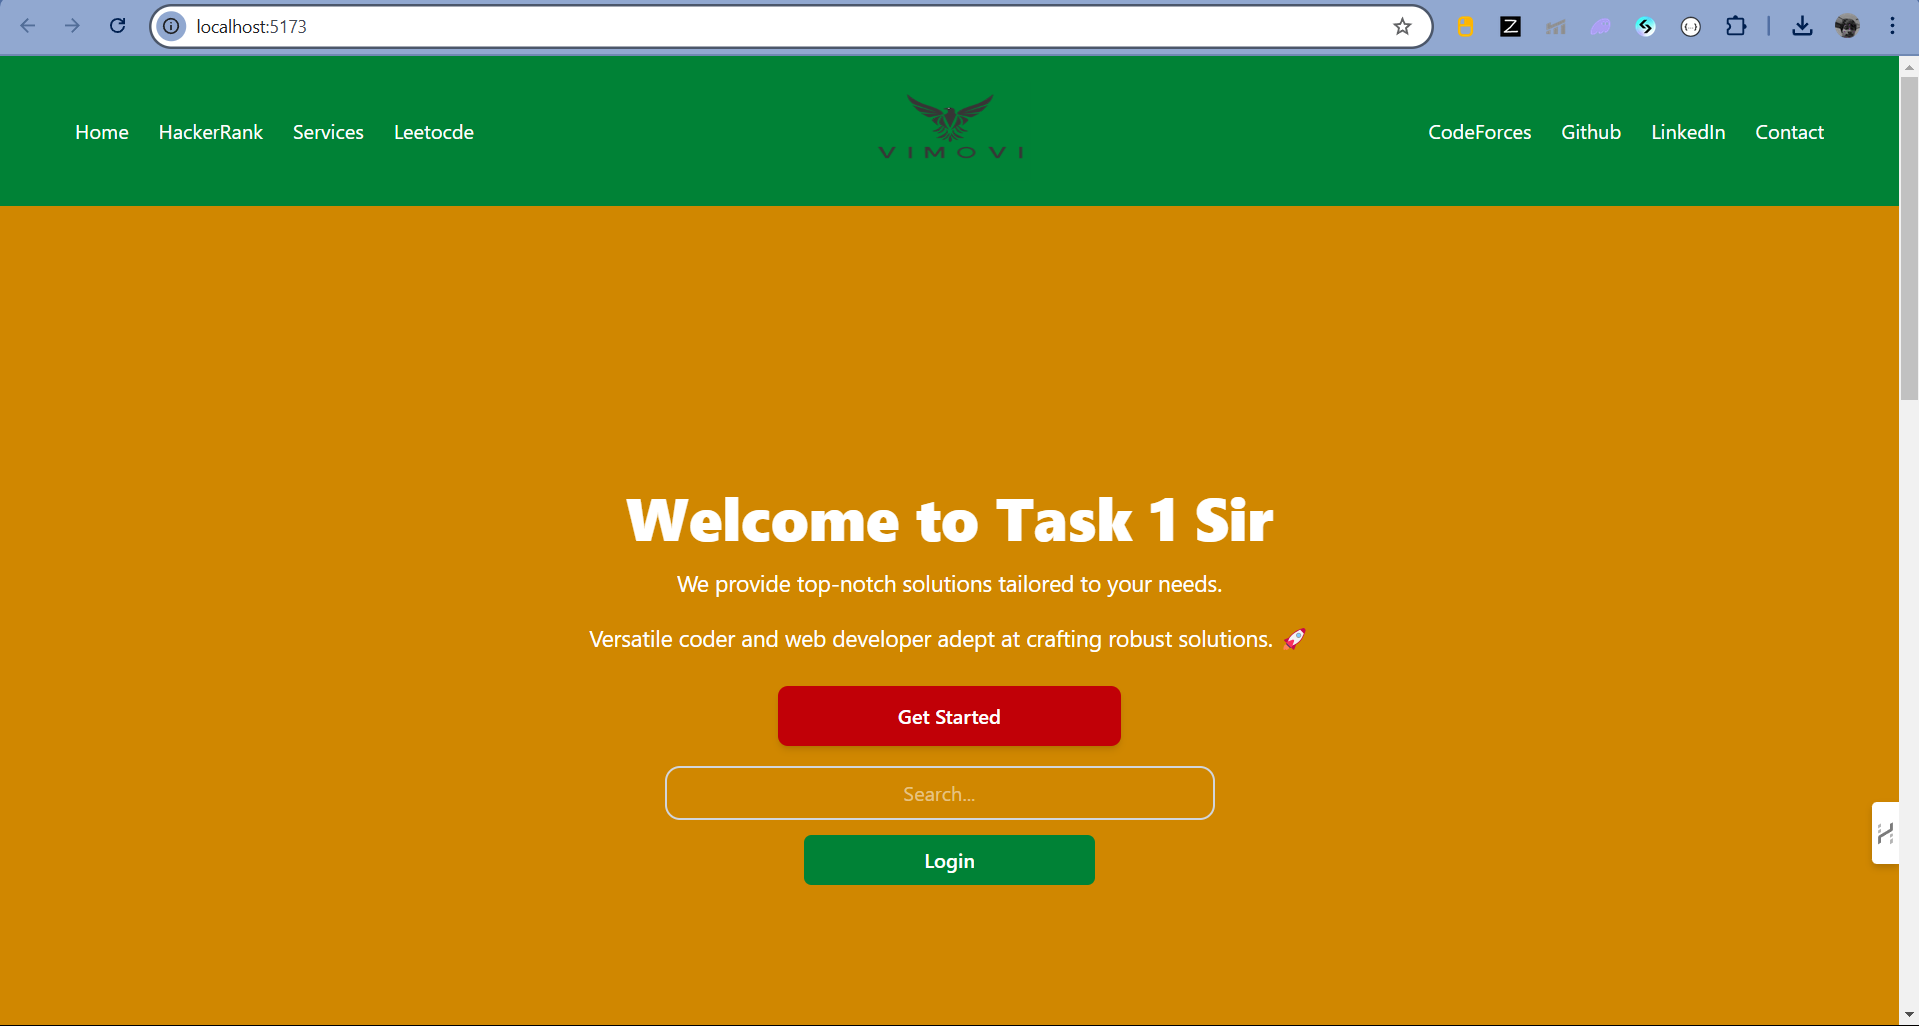 localhost:5173
Home HackerRank Services Leetocde
VIMOVI
CodeForces Github LinkedIn Contact
Welcome to Task 1 Sir
We provide top-notch solutions tailored to your needs.
Versatile coder and web developer adept at crafting robust solutions. 🚀
Get Started
Search...
Login